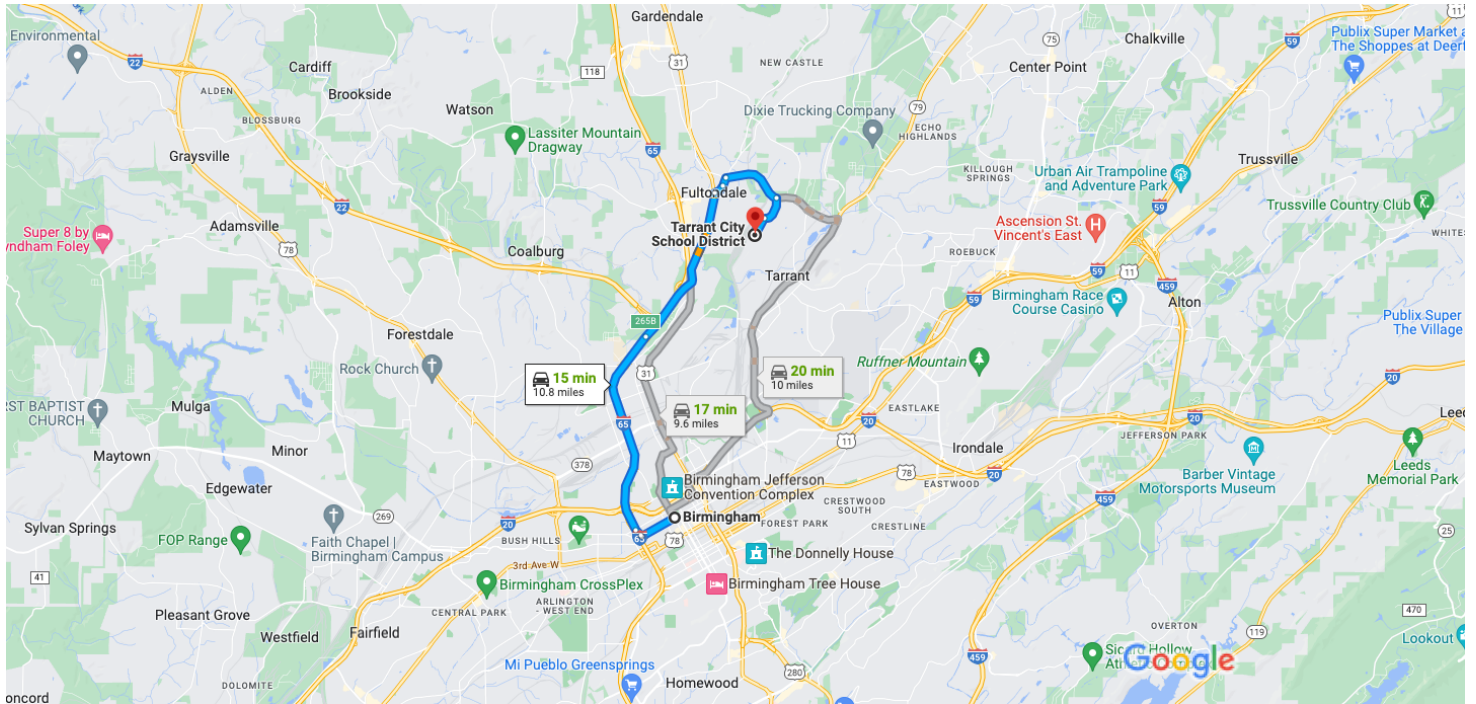 Gardendale
11
Environmental
31
59
Publix Super Market a
The Shoppes at Deerf
Chalkville
75
22
Cardiff
118
NEW CASTLE
Center Point
ALDEN
Brookside
Watson
79
Dixie Trucking Company
BLOSSBURG
Lassiter Mountain
Dragway
ECHO
HIGHLANDS
65
Graysville
KILLOUGH
SPRINGS
Urban Air Trampoline
and Adventure Park
Trussville
Fultondale
59
Trussville Country Club
22
Adamsville
Tarrant City
School District
Ascension St.
Vincent's East
Super 8 by
yndham Foley
WHITES
78
Coalburg
ROEBUCK
Tarrant
59
11
459
59
Birmingham Race
Course Casino
Alton
265B
Publix Super
The Village
Forestdale
Ruffner Mountain
Rock Church
31
15 min
10.8 miles
20 min
10 miles
20
17 min
9.6 miles
RST BAPTIST
CHURCH
Mulga
EASTLAKE
65
20
20
Leec
11
JEFFERSON PARK
Minor
Irondale
Maytown
378
78
20
EASTWOOD
Barber Vintage
Motorsports Museum
Leeds
Memorial Park
Edgewater
Birmingham Jefferson
Convention Complex
CRESTWOOD
SOUTH
459
269
Birmingham
FOREST PARK
CRESTLINE
Sylvan Springs
20
Faith Chapel |
Birmingham Campus
FOP Range
BUSH HILLS
65
78
The Donnelly House
3rd Ave W
41
Birmingham CrossPlex
Birmingham Tree House
ARLINGTON
- WEST END
CENTRAL PARK
Pleasant Grove
470
Westfield
Fairfield
OVERTON
119
Lookout
Google
459
Mi Pueblo Greensprings
280
Homewood
DOLOMITE
oncord